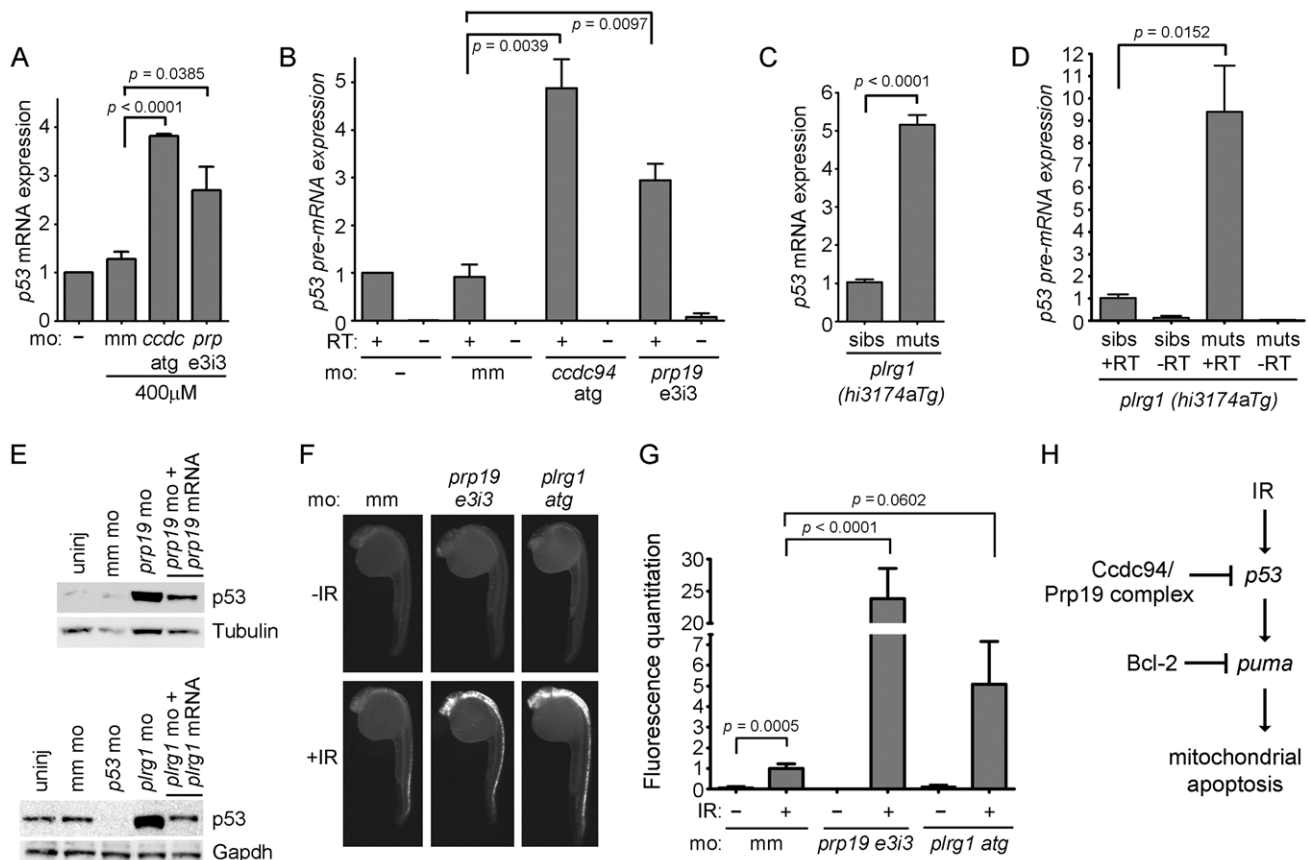 A
p53 mRNA expression
4
3
2
1
0
p = 0.0385
p < 0.0001
mo: – mm ccdc prp
atg e3i3
400μM
B
p53 pre-mRNA expression
5
4
3
2
1
0
p = 0.0097
p = 0.0039
RT: + – + – + – + –
mo: – mm ccdc94 prp19
atg e3i3
C
p53 mRNA expression
6
5
4
3
2
1
0
p < 0.0001
sibs muts
plrg1
(hi3174aTg)
D
p53 pre-mRNA expression
12
11
10
9
8
7
6
5
4
3
2
1
0
p = 0.0152
sibs sibs muts muts
+RT -RT +RT -RT
plrg1 (hi3174aTg)
E
uninj
mm mo
prp19 mo
prp19 mo +
prp19 mRNA
p53
Tubulin
uninj
mm mo
p53 mo
plrg1 mo
plrg1 mo +
plrg1 mRNA
p53
Gapdh
F
prp19 plrg1
mo: mm e3i3 atg
-IR
+IR
G
Fluorescence quantitation
30
25
20
7
6
5
4
3
2
1
0
p = 0.0602
p < 0.0001
p = 0.0005
IR: – + – + – +
mo: mm prp19 e3i3 plrg1 atg
H
IR
Ccdc94/
Prp19 complex
p53
Bcl-2
puma
mitochondrial
apoptosis